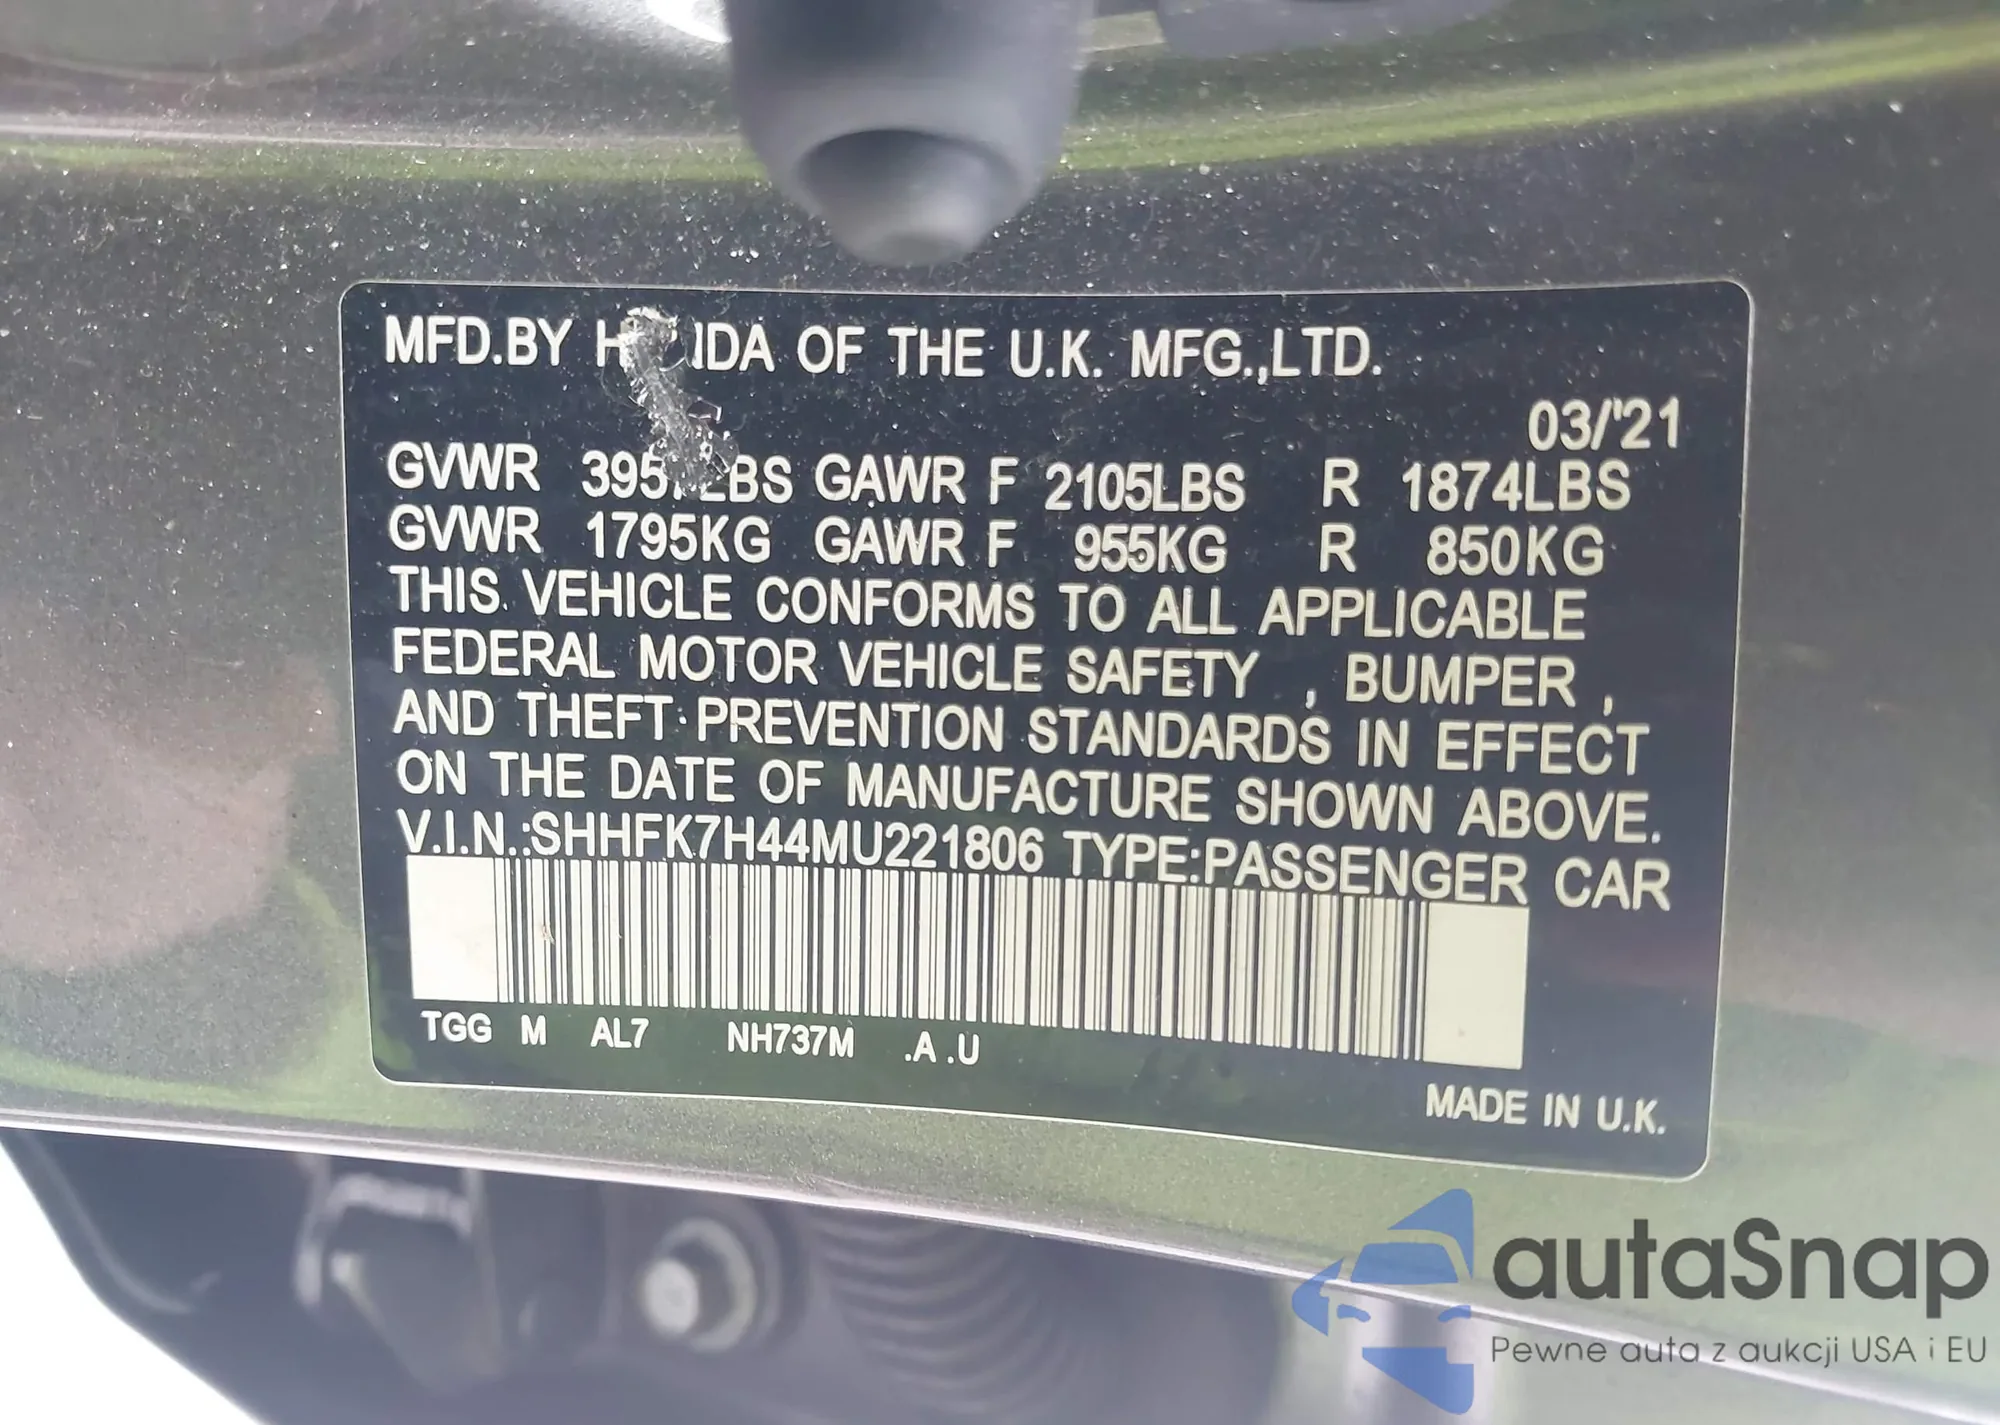 MFD.BY HONDA OF THE U.K. MFG.,LTD.
03/'21
GVWR 3957LBS GAWR F 2105LBS R 1874LBS
GVWR 1795KG GAWR F 955KG R 850KG
THIS VEHICLE CONFORMS TO ALL APPLICABLE
FEDERAL MOTOR VEHICLE SAFETY , BUMPER ,
AND THEFT PREVENTION STANDARDS IN EFFECT
ON THE DATE OF MANUFACTURE SHOWN ABOVE.
V.I.N.:SHHFK7H44MU221806 TYPE:PASSENGER CAR
TGG M AL7 NH737M .A .U
MADE IN U.K.
autaSnap
Pewne auta z aukcji USA i EU